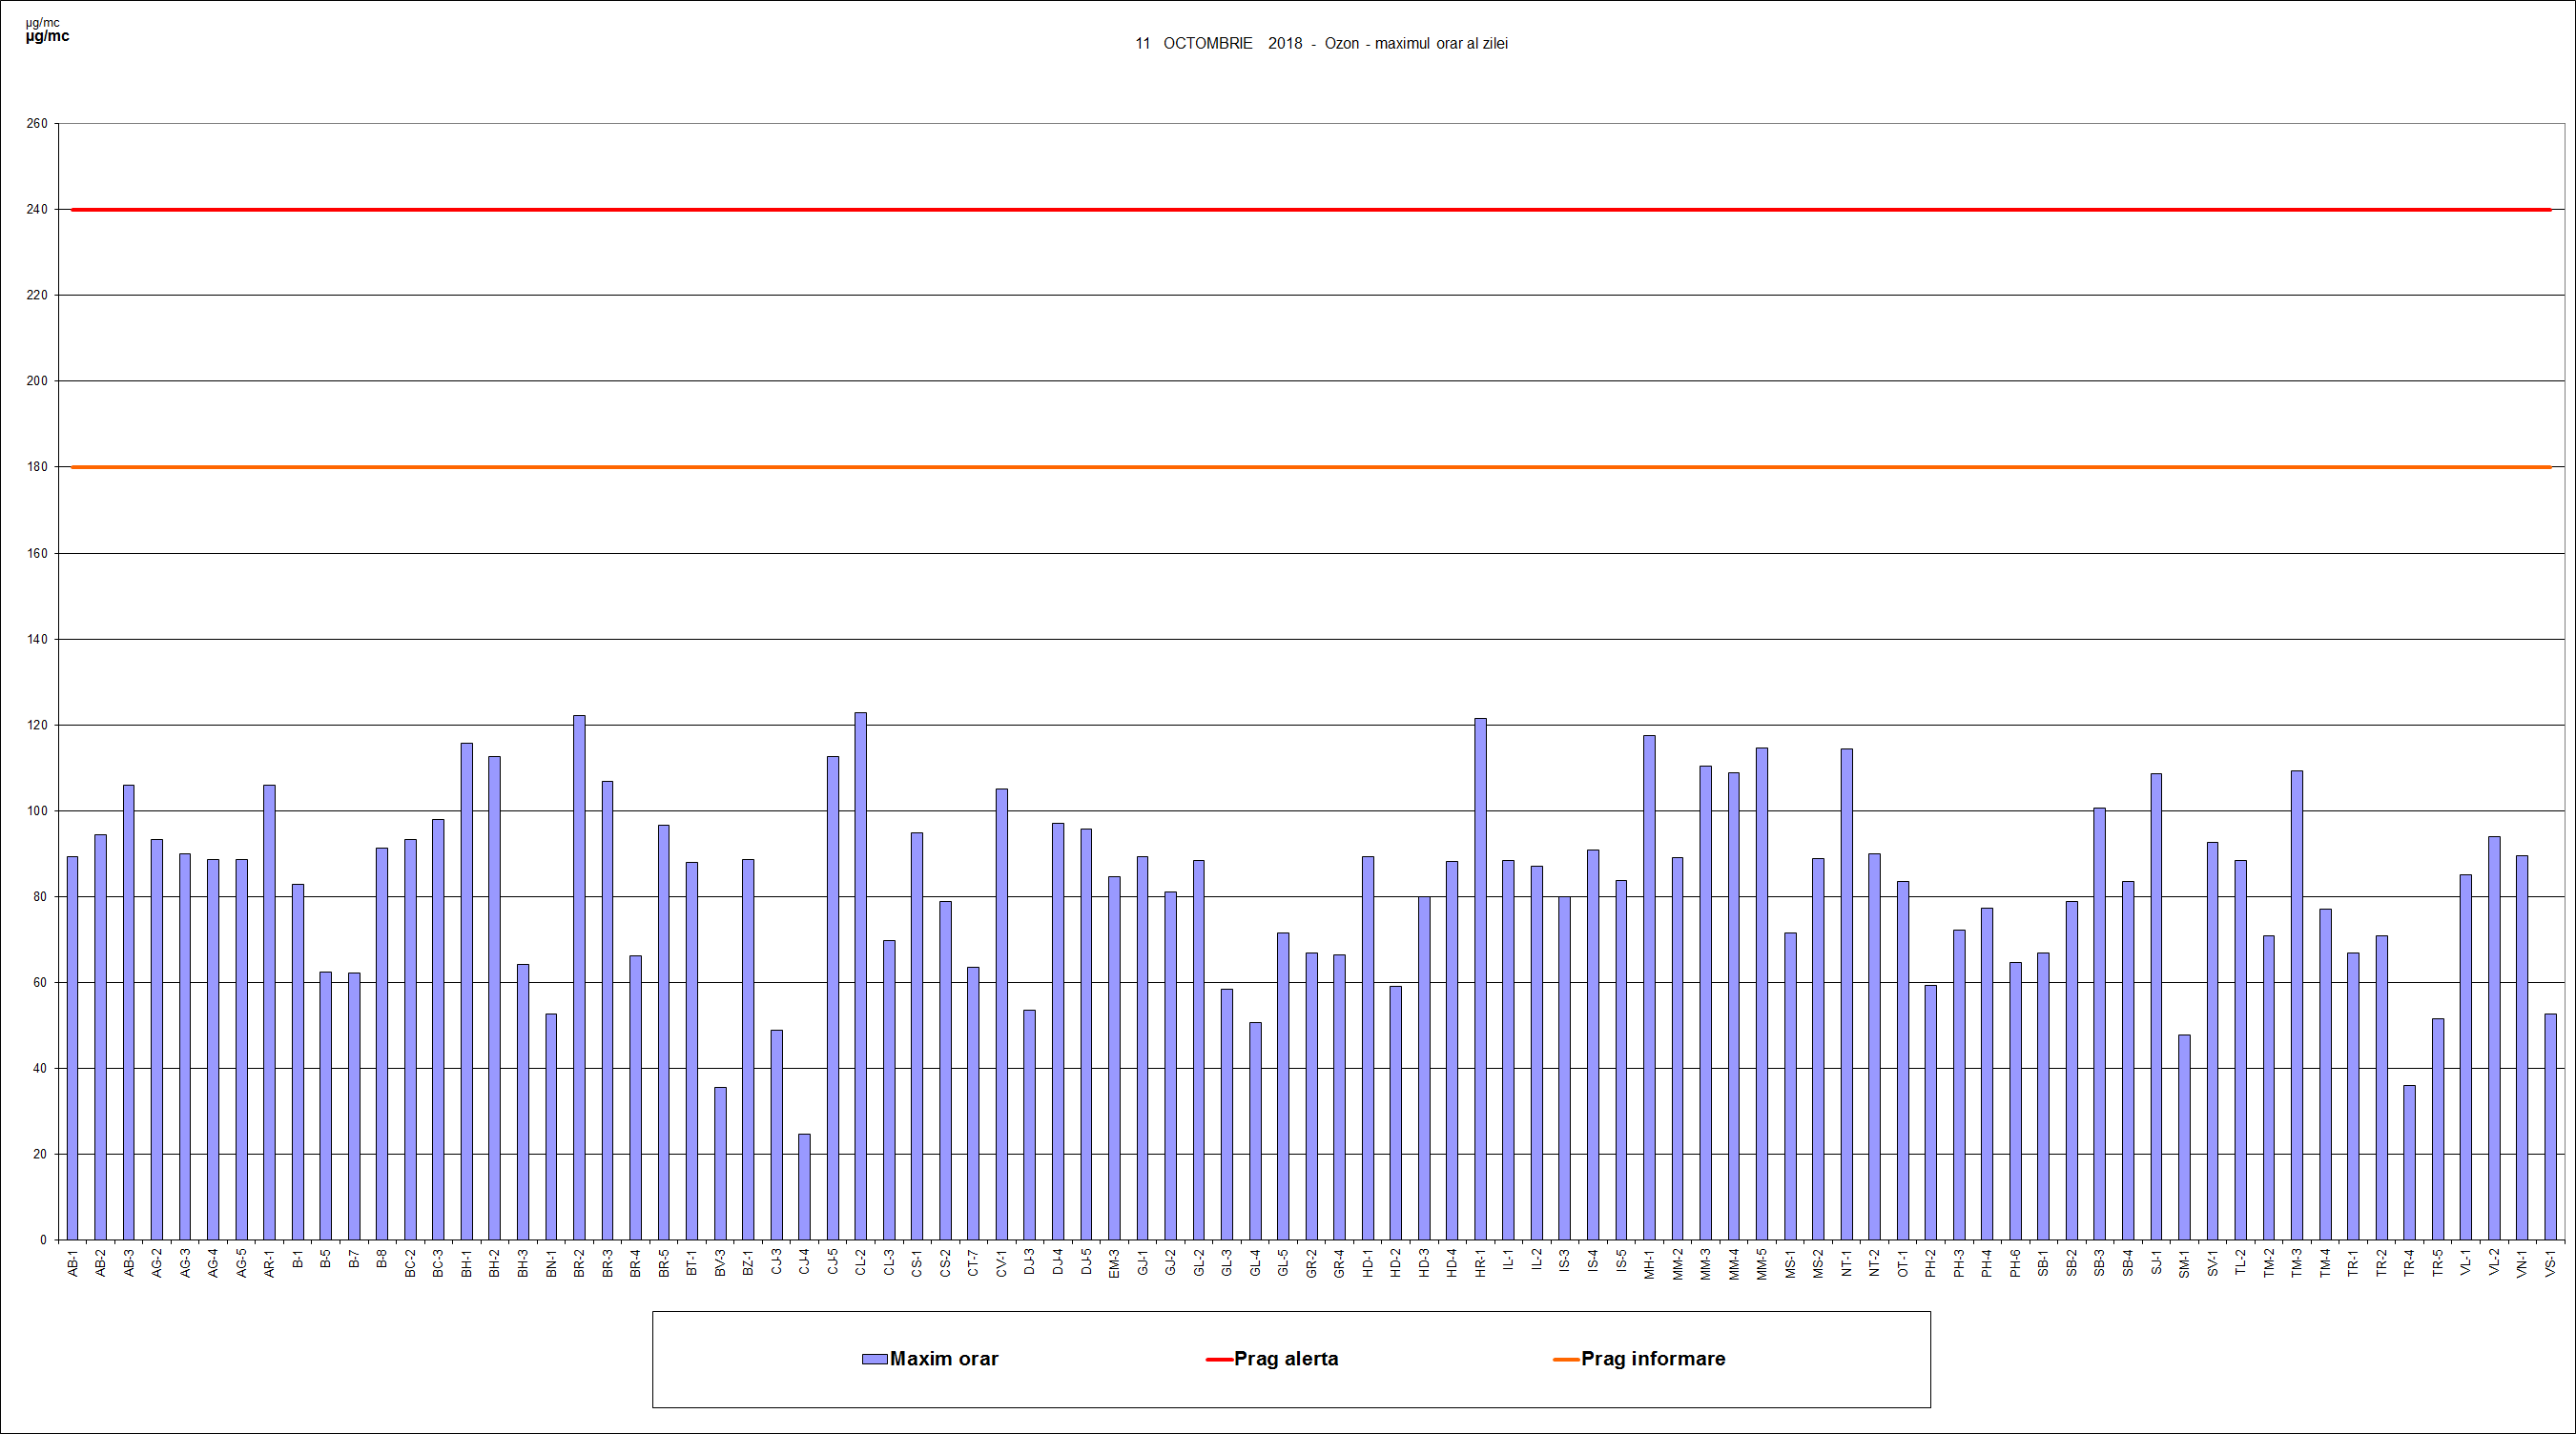 µg/mc
µg/mc
11 OCTOMBRIE 2018 - Ozon - maximul orar al zilei
260
240
220
200
180
160
140
120
100
80
60
40
20
0
AB-1 AB-2 AB-3 AG-2 AG-3 AG-4 AG-5 AR-1 B-1 B-5 B-7 B-8 BC-2 BC-3 BH-1 BH-2 BH-3 BN-1 BR-2 BR-3 BR-4 BR-5 BT-1 BV-3 BZ-1 CJ-3 CJ-4 CJ-5 CL-2 CL-3 CS-1 CS-2 CT-7 CV-1 DJ-3 DJ-4 DJ-5 EM-3 GJ-1 GJ-2 GL-2 GL-3 GL-4 GL-5 GR-2 GR-4 HD-1 HD-2 HD-3 HD-4 HR-1 IL-1 IL-2 IS-3 IS-4 IS-5 MH-1 MM-2 MM-3 MM-4 MM-5 MS-1 MS-2 NT-1 NT-2 OT-1 PH-2 PH-3 PH-4 PH-6 SB-1 SB-2 SB-3 SB-4 SJ-1 SM-1 SV-1 TL-2 TM-2 TM-3 TM-4 TR-1 TR-2 TR-4 TR-5 VL-1 VL-2 VN-1 VS-1
Maxim orar Prag alerta Prag informare